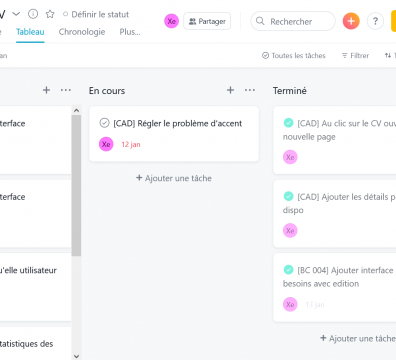 V Définir le statut
Xe Partager Rechercher ?
Tableau Chronologie Plus...
Toutes les tâches Filtrer
En cours
Terminé
terface
[CAD] Régler le problème d'accent
Xe 12 jan
+ Ajouter une tâche
[CAD] Au clic sur le CV
nouvelle page
Xe
terface
[CAD] Ajouter les détails
dispo
Xe
utilisateur
[BC 004] Ajouter interface
besoins avec edition
Xe 13 jan
tatistiques des
+ Ajouter une tâche